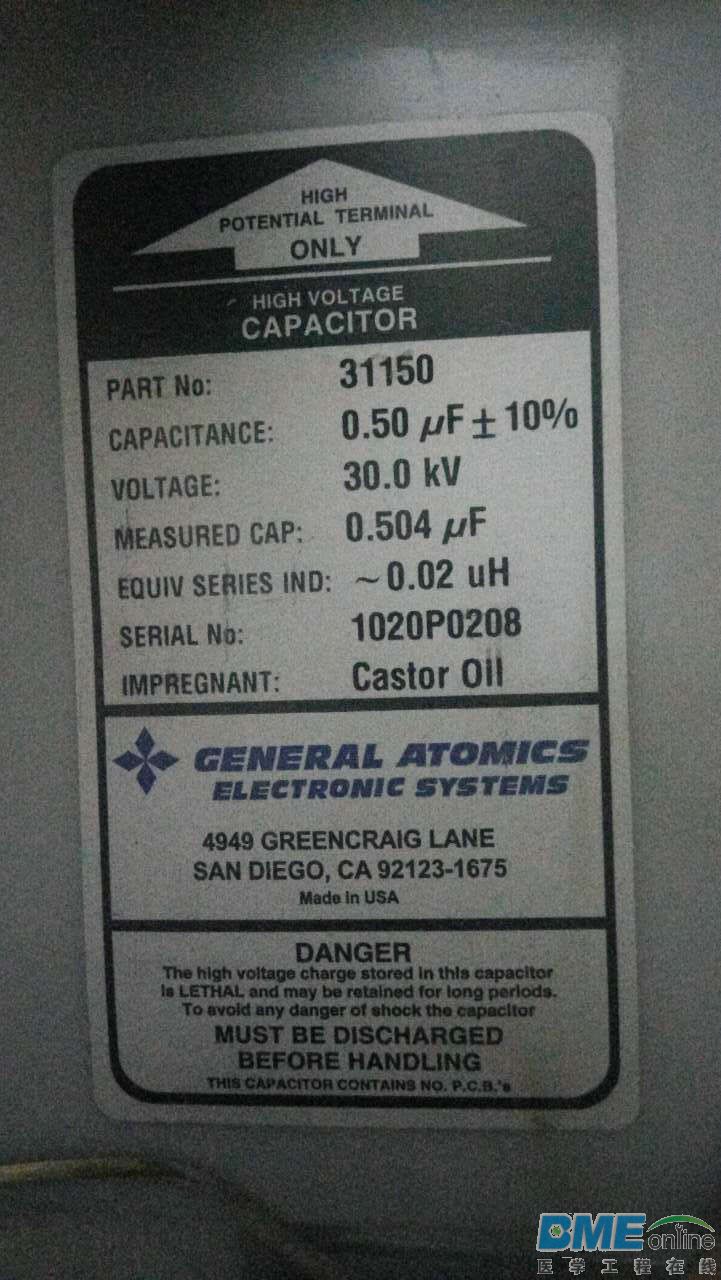 HIGH
POTENTIAL TERMINAL
ONLY
HIGH VOLTAGE
CAPACITOR
PART No: 31150
CAPACITANCE: 0.50 µF ± 10%
VOLTAGE: 30.0 kV
MEASURED CAP: 0.504 µF
EQUIV SERIES IND: ~0.02 uH
SERIAL No: 1020P0208
IMPREGNANT: Castor Oil
GENERAL ATOMICS
ELECTRONIC SYSTEMS
4949 GREENCRAIG LANE
SAN DIEGO, CA 92123-1675
Made in USA
DANGER
The high voltage charge stored in this capacitor
is LETHAL and may be retained for long periods.
To avoid any danger of shock the capacitor
MUST BE DISCHARGED
BEFORE HANDLING
THIS CAPACITOR CONTAINS NO. P.C.B.'s
BME online
医学工程在线